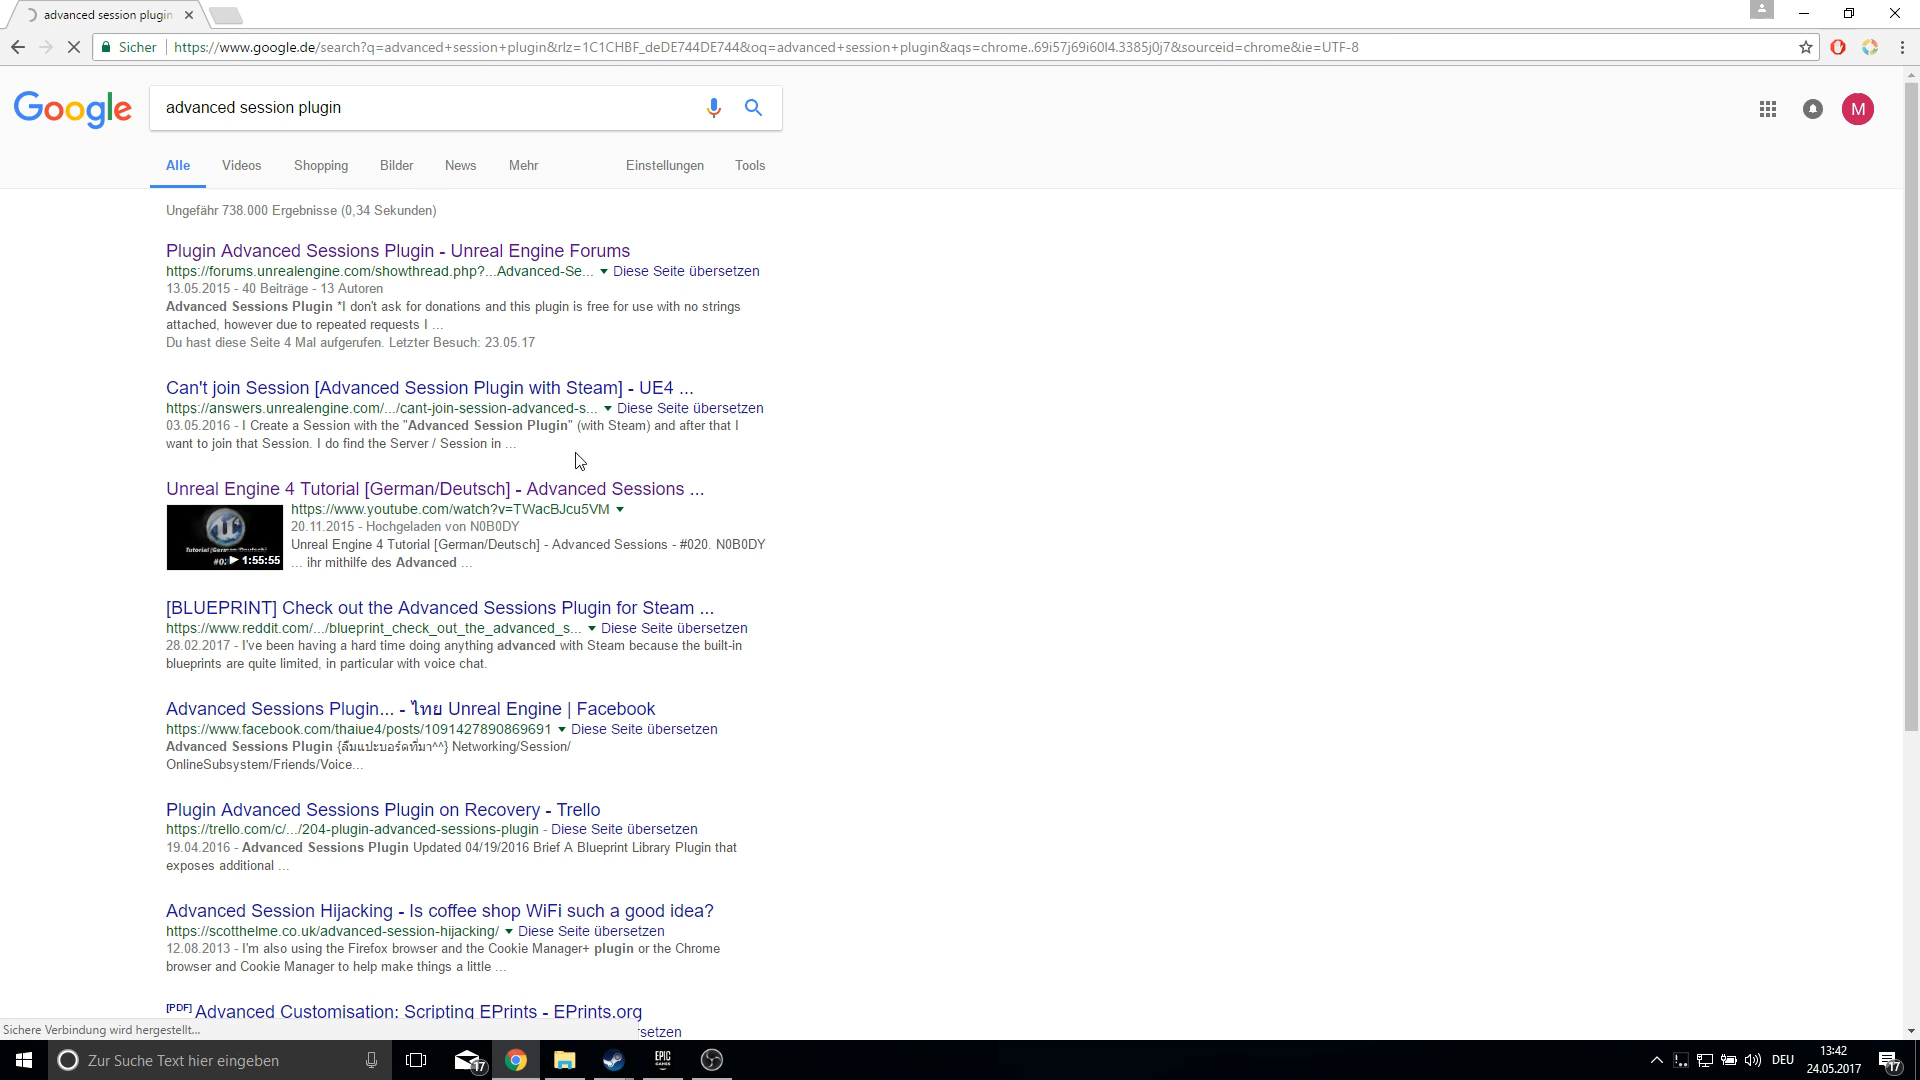 advanced session plugin
Sicher
https://www.google.de/search?q=advanced+session+plugin&rlz=1C1CHBF_deDE744DE744&oq=advanced+session+plugin&aqs=chrome..69i57j69i60l4.3385j0j7&sourceid=chrome&ie=UTF-8
Google
advanced session plugin
M
Alle Videos Shopping Bilder News Mehr Einstellungen Tools
Ungefähr 738.000 Ergebnisse (0,34 Sekunden)
Plugin Advanced Sessions Plugin - Unreal Engine Forums
https://forums.unrealengine.com/showthread.php?...Advanced-Se... ▼ Diese Seite übersetzen
13.05.2015 - 40 Beiträge - 13 Autoren
Advanced Sessions Plugin *I don't ask for donations and this plugin is free for use with no strings
attached, however due to repeated requests I ...
Du hast diese Seite 4 Mal aufgerufen. Letzter Besuch: 23.05.17
Can't join Session [Advanced Session Plugin with Steam] - UE4 ...
https://answers.unrealengine.com/.../cant-join-session-advanced-s... ▼ Diese Seite übersetzen
03.05.2016 - I Create a Session with the "Advanced Session Plugin" (with Steam) and after that I
want to join that Session. I do find the Server / Session in ...
Unreal Engine 4 Tutorial [German/Deutsch] - Advanced Sessions ...
https://www.youtube.com/watch?v=TWacBJcu5VM ▼
20.11.2015 - Hochgeladen von N0B0DY
Unreal Engine 4 Tutorial [German/Deutsch] - Advanced Sessions - #020. N0B0DY
... ihr mithilfe des Advanced ...
Tutorial [German/Deutsch]
#0: ▶ 1:55:55
[BLUEPRINT] Check out the Advanced Sessions Plugin for Steam ...
https://www.reddit.com/.../blueprint_check_out_the_advanced_s... ▼ Diese Seite übersetzen
28.02.2017 - I've been having a hard time doing anything advanced with Steam because the built-in
blueprints are quite limited, in particular with voice chat.
Advanced Sessions Plugin... - ไทย Unreal Engine | Facebook
https://www.facebook.com/thaiue4/posts/1091427890869691 ▼ Diese Seite übersetzen
Advanced Sessions Plugin {ลืมแปะบอร์ดที่มา^^} Networking/Session/
OnlineSubsystem/Friends/Voice...
Plugin Advanced Sessions Plugin on Recovery - Trello
https://trello.com/c/.../204-plugin-advanced-sessions-plugin - Diese Seite übersetzen
19.04.2016 - Advanced Sessions Plugin Updated 04/19/2016 Brief A Blueprint Library Plugin that
exposes additional ...
Advanced Session Hijacking - Is coffee shop WiFi such a good idea?
https://scotthelme.co.uk/advanced-session-hijacking/ ▼ Diese Seite übersetzen
12.08.2013 - I'm also using the Firefox browser and the Cookie Manager+ plugin or the Chrome
browser and Cookie Manager to help make things a little ...
[PDF] Advanced Customisation: Scripting EPrints - EPrints.org
setzen
Sichere Verbindung wird hergestellt...
Zur Suche Text hier eingeben
17
EPIC
GAMES
DEU
13:42
24.05.2017
17